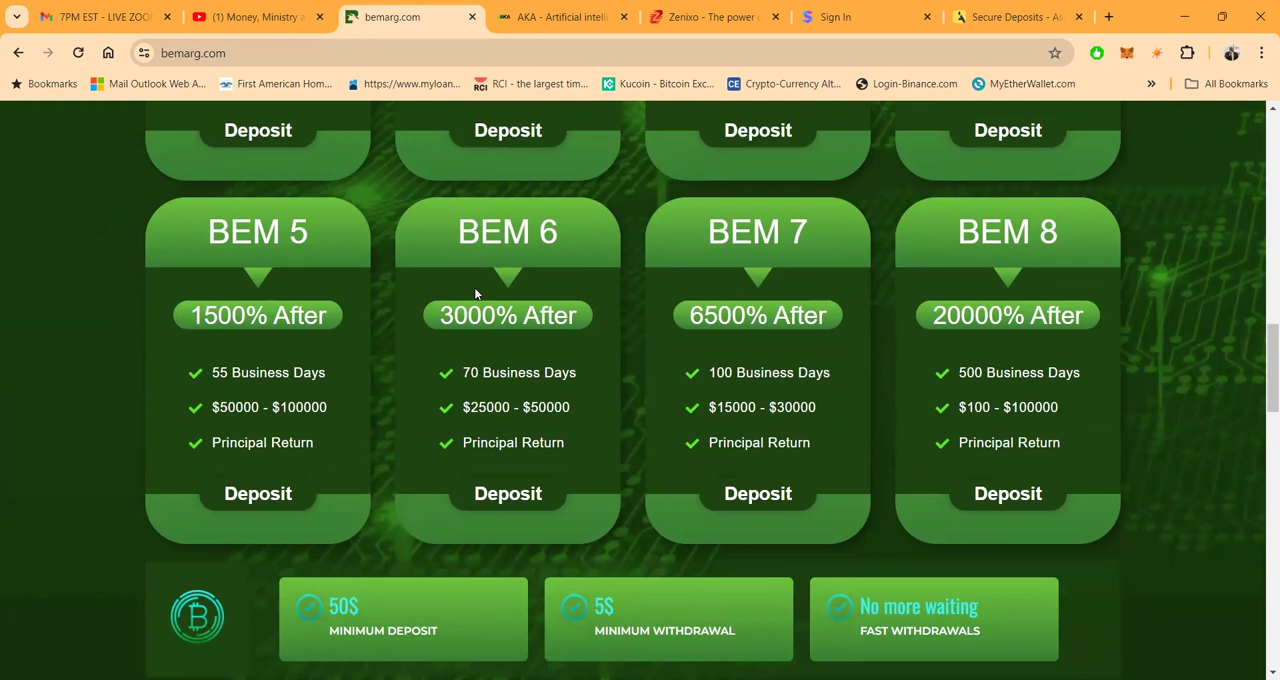 7PM EST - LIVE ZOO
(1) Money, Ministry a
bemarg.com
AKA - Artificial intelli
Zenixo - The power o
Sign In
Secure Deposits - As
bemarg.com
Bookmarks
Mail Outlook Web A...
First American Hom...
https://www.myloan...
RCI - the largest tim...
Kucoin - Bitcoin Exc...
Crypto-Currency Alt...
Login-Binance.com
MyEtherWallet.com
All Bookmarks
Deposit
Deposit
Deposit
Deposit
BEM 5
1500% After
55 Business Days
$50000 - $100000
Principal Return
Deposit
BEM 6
3000% After
70 Business Days
$25000 - $50000
Principal Return
Deposit
BEM 7
6500% After
100 Business Days
$15000 - $30000
Principal Return
Deposit
BEM 8
20000% After
500 Business Days
$100 - $100000
Principal Return
Deposit
50$
MINIMUM DEPOSIT
5$
MINIMUM WITHDRAWAL
No more waiting
FAST WITHDRAWALS